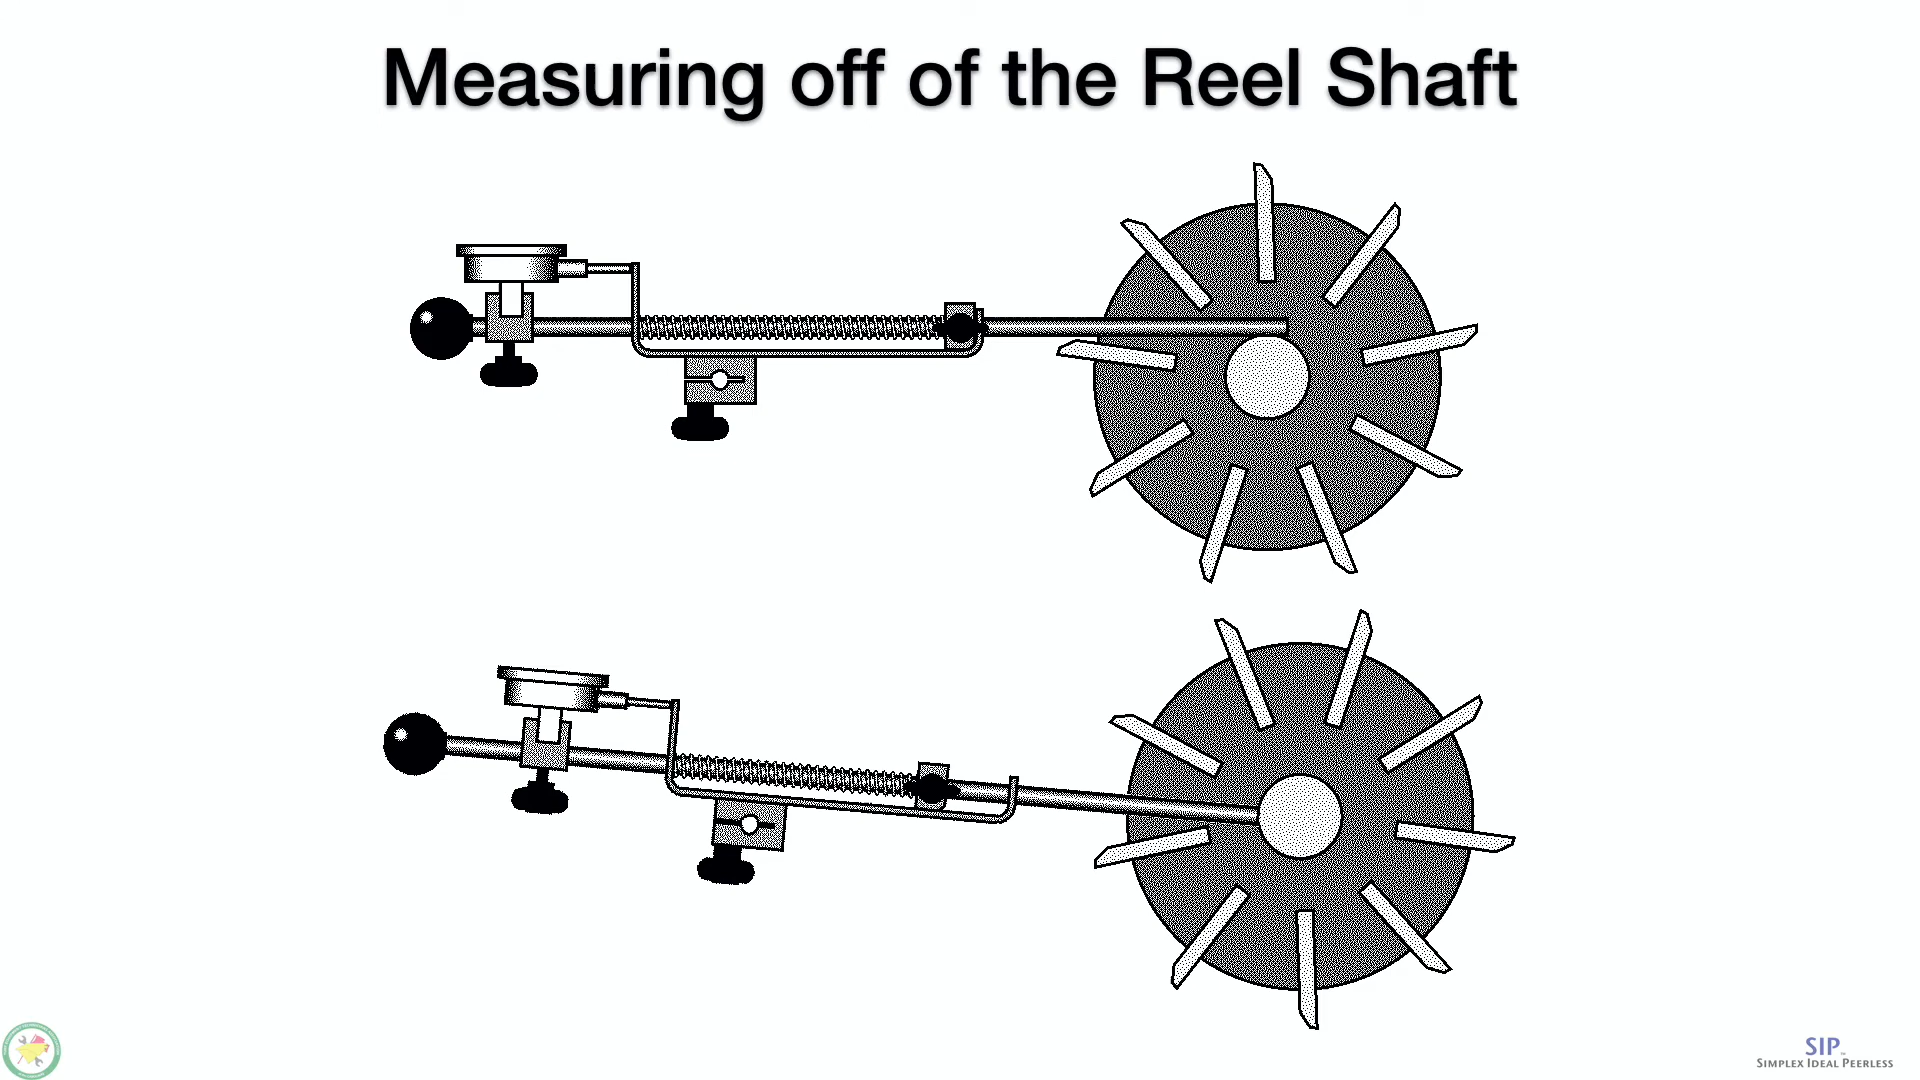 Measuring off of the Reel Shaft
SIP
SIMPLEX IDEAL PEERLESS